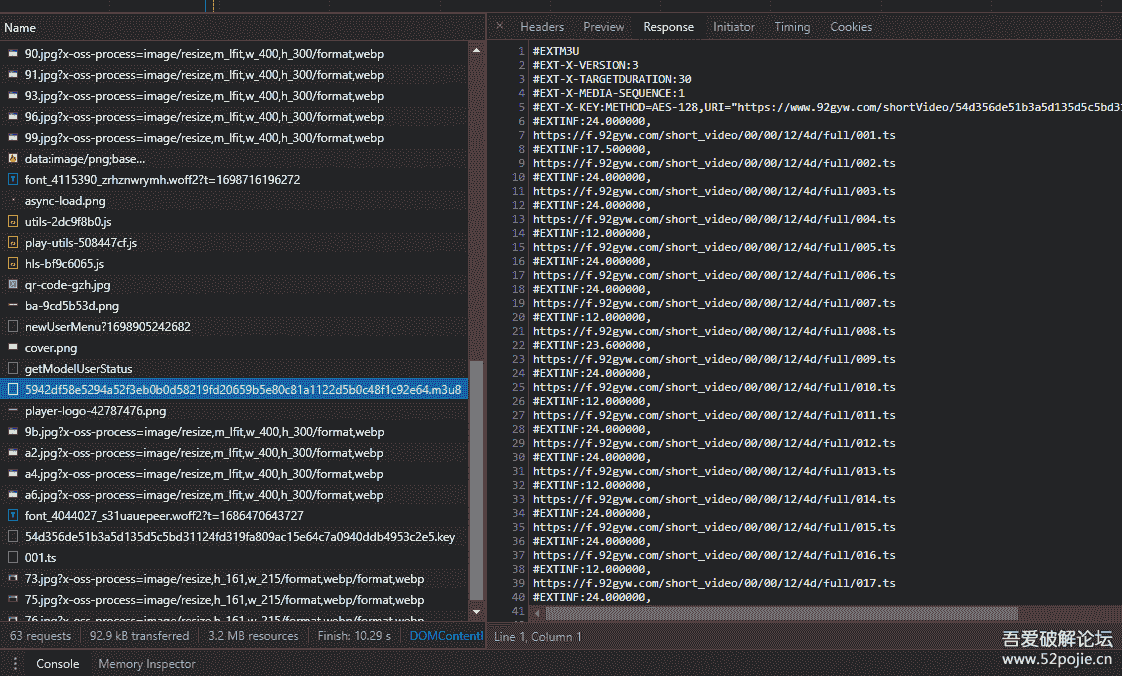 Name
90.jpg?x-oss-process=image/resize,m_lfit,w_400,h_300/format,webp
91.jpg?x-oss-process=image/resize,m_lfit,w_400,h_300/format,webp
93.jpg?x-oss-process=image/resize,m_lfit,w_400,h_300/format,webp
96.jpg?x-oss-process=image/resize,m_lfit,w_400,h_300/format,webp
99.jpg?x-oss-process=image/resize,m_lfit,w_400,h_300/format,webp
data:image/png;base...
font_4115390_zrhznwrymh.woff2?t=1698716196272
async-load.png
utils-2dc9f8b0.js
play-utils-508447cf.js
hls-bf9c6065.js
qr-code-gzh.jpg
ba-9cd5b53d.png
newUserMenu?1698905242682
cover.png
getModelUserStatus
5942df58e5294a52f3eb0b0d58219fd20659b5e80c81a1122d5b0c48f1c92e64.m3u8
player-logo-42787476.png
9b.jpg?x-oss-process=image/resize,m_lfit,w_400,h_300/format,webp
a2.jpg?x-oss-process=image/resize,m_lfit,w_400,h_300/format,webp
a4.jpg?x-oss-process=image/resize,m_lfit,w_400,h_300/format,webp
a6.jpg?x-oss-process=image/resize,m_lfit,w_400,h_300/format,webp
font_4044027_s31uauepeer.woff2?t=1686470643727
54d356de51b3a5d135d5c5bd31124fd319fa809ac15e64c7a0940ddb4953c2e5.key
001.ts
73.jpg?x-oss-process=image/resize,h_161,w_215/format,webp/format,webp
75.jpg?x-oss-process=image/resize,h_161,w_215/format,webp/format,webp
76.jpg?x-oss-process=image/resize,h_161,w_215/format,webp/format,webp
63 requests 92.9 kB transferred 3.2 MB resources Finish: 10.29 s DOMContentl
Console Memory Inspector
× Headers Preview Response Initiator Timing Cookies
1 #EXTM3U
2 #EXT-X-VERSION:3
3 #EXT-X-TARGETDURATION:30
4 #EXT-X-MEDIA-SEQUENCE:1
5 #EXT-X-KEY:METHOD=AES-128,URI="https://www.92gyw.com/shortVideo/54d356de51b3a5d135d5c5bd31
6 #EXTINF:24.000000,
7 https://f.92gyw.com/short_video/00/00/12/4d/full/001.ts
8 #EXTINF:17.500000,
9 https://f.92gyw.com/short_video/00/00/12/4d/full/002.ts
10 #EXTINF:24.000000,
11 https://f.92gyw.com/short_video/00/00/12/4d/full/003.ts
12 #EXTINF:24.000000,
13 https://f.92gyw.com/short_video/00/00/12/4d/full/004.ts
14 #EXTINF:12.000000,
15 https://f.92gyw.com/short_video/00/00/12/4d/full/005.ts
16 #EXTINF:24.000000,
17 https://f.92gyw.com/short_video/00/00/12/4d/full/006.ts
18 #EXTINF:24.000000,
19 https://f.92gyw.com/short_video/00/00/12/4d/full/007.ts
20 #EXTINF:12.000000,
21 https://f.92gyw.com/short_video/00/00/12/4d/full/008.ts
22 #EXTINF:23.600000,
23 https://f.92gyw.com/short_video/00/00/12/4d/full/009.ts
24 #EXTINF:24.000000,
25 https://f.92gyw.com/short_video/00/00/12/4d/full/010.ts
26 #EXTINF:12.000000,
27 https://f.92gyw.com/short_video/00/00/12/4d/full/011.ts
28 #EXTINF:24.000000,
29 https://f.92gyw.com/short_video/00/00/12/4d/full/012.ts
30 #EXTINF:24.000000,
31 https://f.92gyw.com/short_video/00/00/12/4d/full/013.ts
32 #EXTINF:12.000000,
33 https://f.92gyw.com/short_video/00/00/12/4d/full/014.ts
34 #EXTINF:24.000000,
35 https://f.92gyw.com/short_video/00/00/12/4d/full/015.ts
36 #EXTINF:24.000000,
37 https://f.92gyw.com/short_video/00/00/12/4d/full/016.ts
38 #EXTINF:12.000000,
39 https://f.92gyw.com/short_video/00/00/12/4d/full/017.ts
40 #EXTINF:24.000000,
41
Line 1, Column 1
吾爱破解论坛
www.52pojie.cn